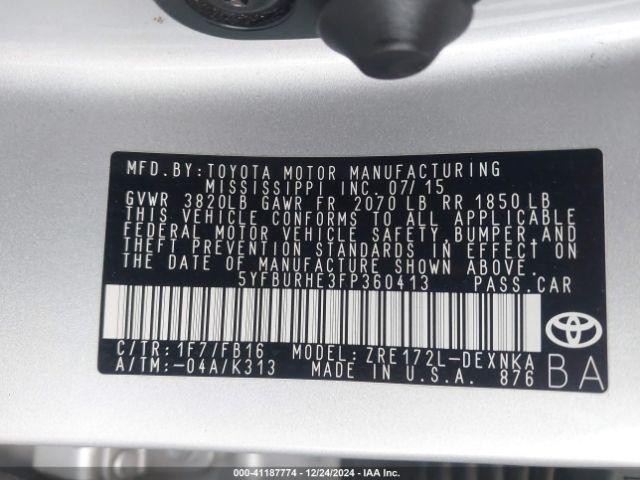 MFD.BY:TOYOTA MOTOR MANUFACTURING
MISSISSIPPI INC.07/15
GVWR 3820LB GAWR FR 2070 LB RR 1850 LB
THIS VEHICLE CONFORMS TO ALL APPLICABLE
FEDERAL MOTOR VEHICLE SAFETY,BUMPER,AND
THEFT PREVENTION STANDARDS IN EFFECT ON
THE DATE OF MANUFACTURE SHOWN ABOVE.
5YFBURHE3FP360413 PASS.CAR
C/TR:1F7/FB16 MODEL:ZRE172L-DEXNKA
A/TM:-04A/K313 MADE IN U.S.A. 876
BA
000-41187774 - 12/24/2024 - IAAI.COM